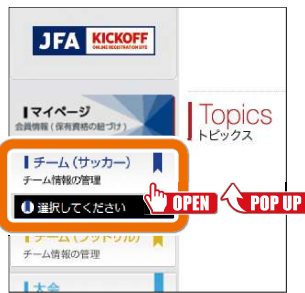 JFA KICKOFF
ONLINE REGISTRATION SITE
マイページ
会員情報（保有資格の紐づけ）
Topics
トピックス
チーム（サッカー）
チーム情報の管理
選択してください
OPEN
POP UP
チーム（フットサル）
チーム情報の管理
大会